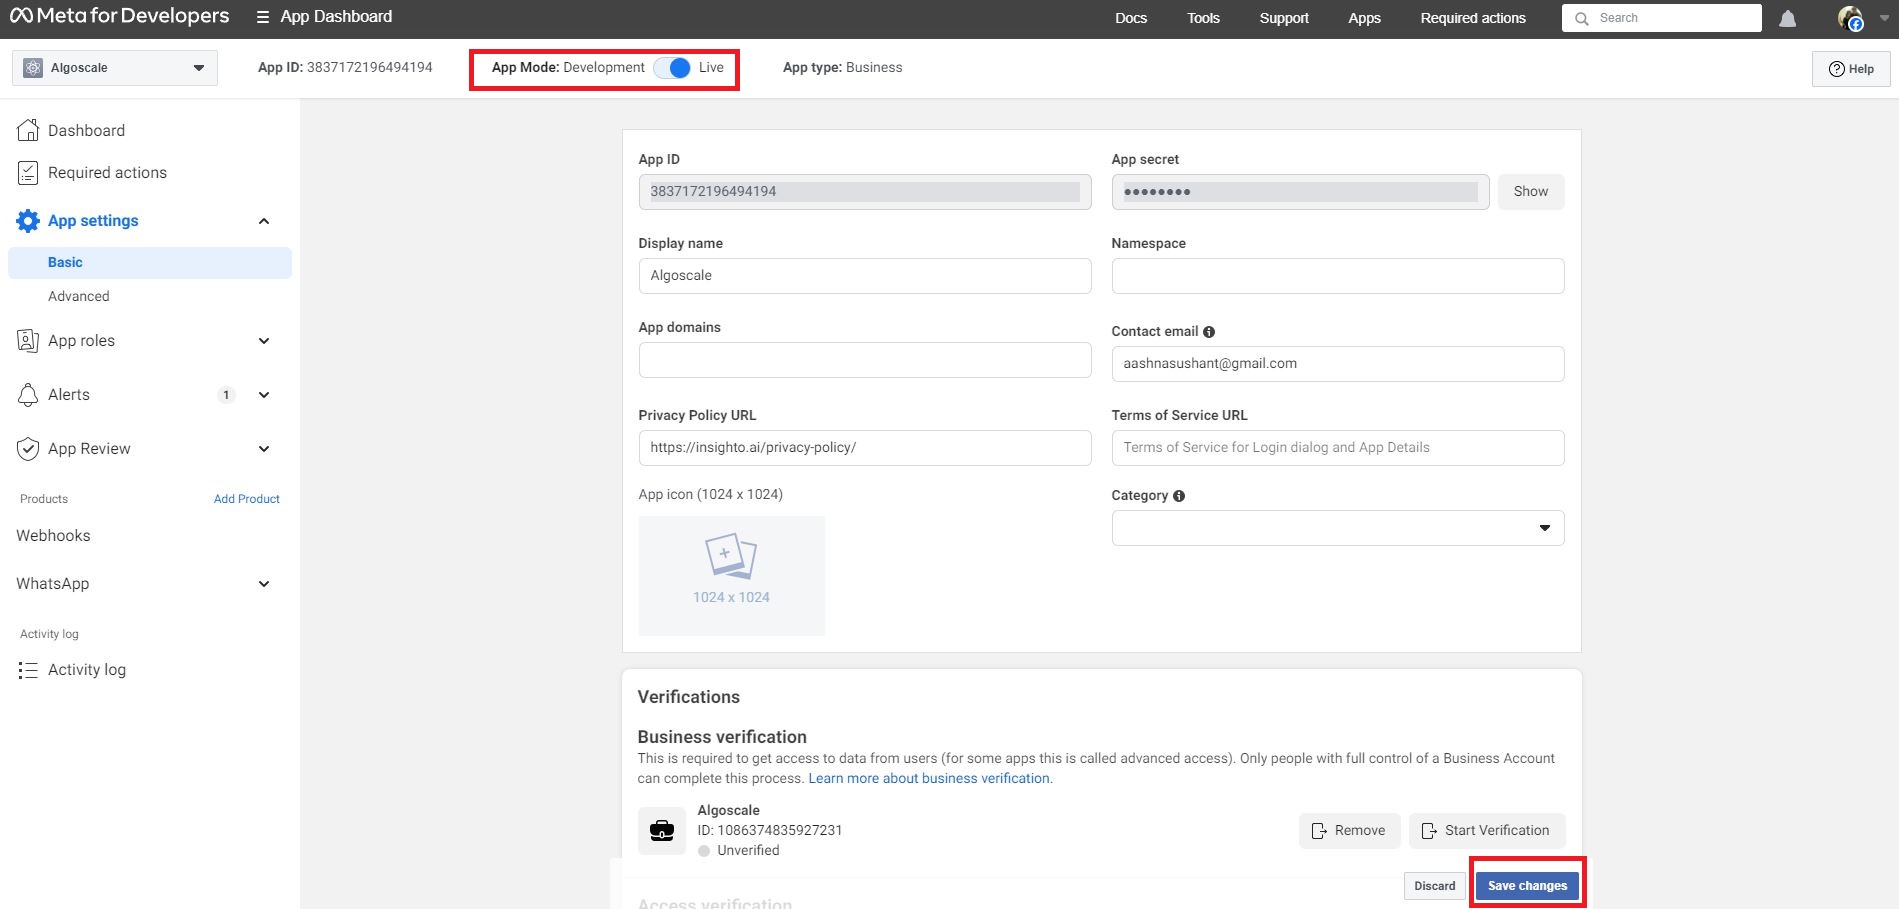 Meta for Developers ☰ App Dashboard Docs Tools Support Apps Required actions Search
Algoscale App ID: 3837172196494194 App Mode: Development Live App type: Business Help
Dashboard
Required actions
App settings
Basic
Advanced
App roles
Alerts 1
App Review
Products Add Product
Webhooks
WhatsApp
Activity log
Activity log
App ID App secret
3837172196494194 •••••••• Show
Display name Namespace
Algoscale
App domains Contact email
aashnasushant@gmail.com
Privacy Policy URL Terms of Service URL
https://insighto.ai/privacy-policy/ Terms of Service for Login dialog and App Details
App icon (1024 x 1024) Category
1024 x 1024
Verifications
Business verification
This is required to get access to data from users (for some apps this is called advanced access). Only people with full control of a Business Account
can complete this process. Learn more about business verification.
Algoscale
ID: 1086374835927231
Unverified
Remove Start Verification
Discard Save changes
Access verification